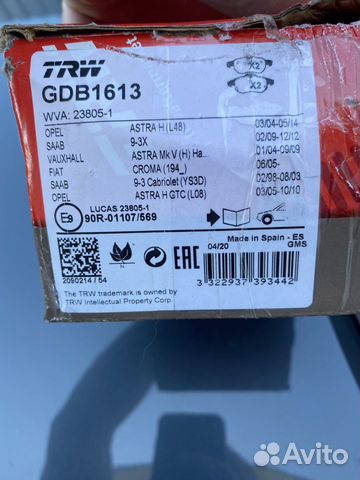 TRW
GDB1613
X2
X2
WVA: 23805-1
OPEL ASTRA H (L48) 03/04-05/14
SAAB 9-3X 02/09-12/12
VAUXHALL ASTRA Mk V (H) Ha... 01/04-09/09
FIAT CROMA (194_) 06/05-
SAAB 9-3 Cabriolet (YS3D) 02/98-08/03
OPEL ASTRA H GTC (L08) 03/05-10/10
LUCAS 23805-1
E9 90R-01107/569
Made in Spain - ES
04/20 GMS
EAC
2090214 / 54
The TRW trademark is owned by
TRW Intellectual Property Corp.
3 322937 393442
Avito